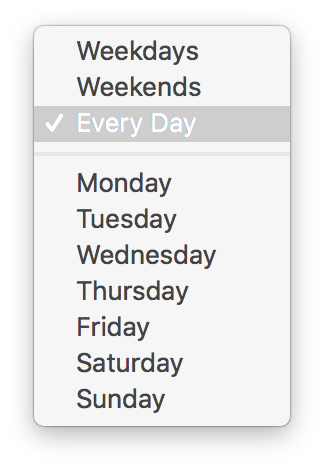 Weekdays
Weekends
✓ Every Day
Monday
Tuesday
Wednesday
Thursday
Friday
Saturday
Sunday